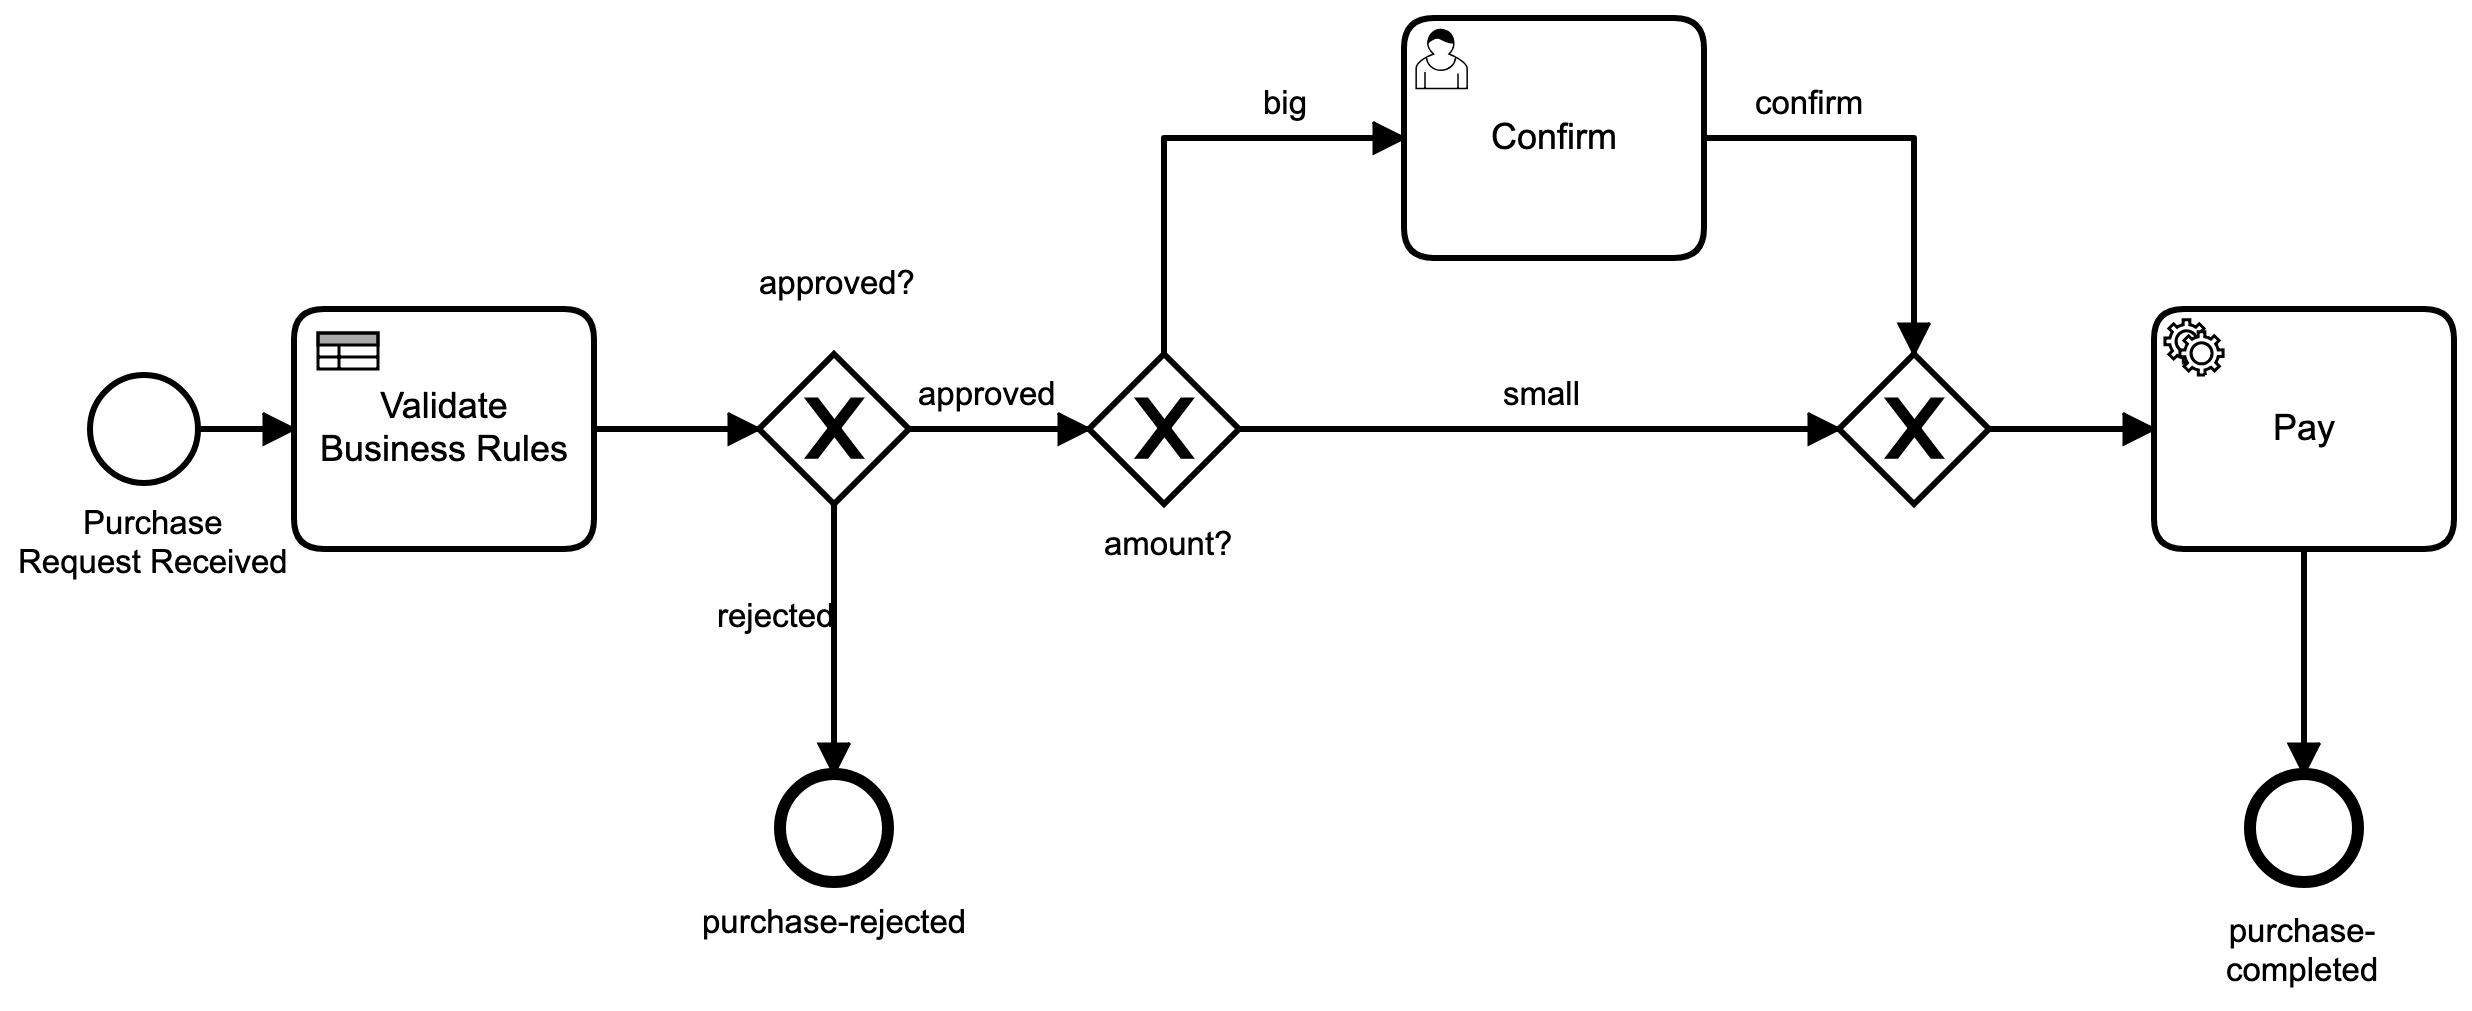 big
Confirm
confirm
approved?
Validate
Business Rules
approved
small
Pay
Purchase
Request Received
amount?
rejected
purchase-rejected
purchase-
completed